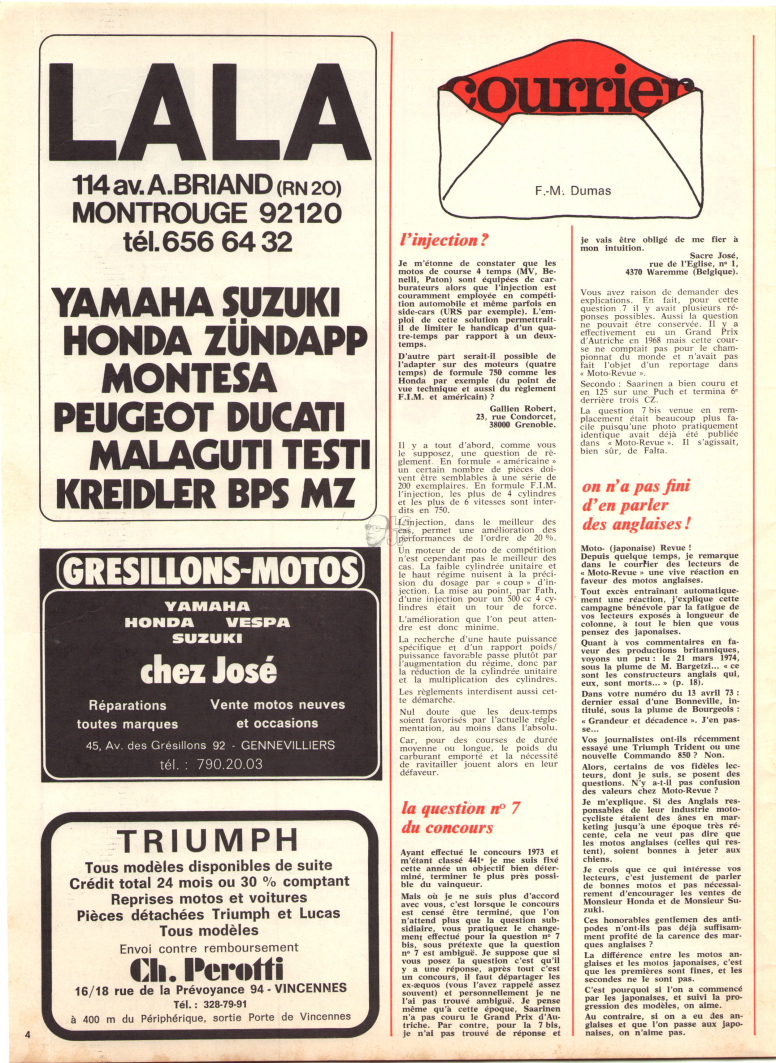 LALA
114 av. A. BRIAND (RN 20)
MONTROUGE 92120
tél. 656 64 32
YAMAHA SUZUKI
HONDA ZÜNDAPP
MONTESA
PEUGEOT DUCATI
MALAGUTI TESTI
KREIDLER BPS MZ
GRESILLONS-MOTOS
YAMAHA
HONDA VESPA
SUZUKI
chez José
Réparations
toutes marques
Vente motos neuves
et occasions
45, Av. des Grésillons 92 - GENNEVILLIERS
tél. : 790.20.03
TRIUMPH
Tous modèles disponibles de suite
Crédit total 24 mois ou 30 % comptant
Reprises motos et voitures
Pièces détachées Triumph et Lucas
Tous modèles
Envoi contre remboursement
Ch. Perotti
16/18 rue de la Prévoyance 94 - VINCENNES
Tél. : 328-79-91
à 400 m du Périphérique, sortie Porte de Vincennes
4
courrier
F.-M. Dumas
l'injection ?
Je m'étonne de constater que les
motos de course 4 temps (MV, Be-
nelli, Paton) sont équipées de car-
burateurs alors que l'injection est
couramment employée en compéti-
tion automobile et même parfois en
side-cars (URS par exemple). L'em-
ploi de cette solution permettrait-
il de limiter le handicap d'un qua-
tre-temps par rapport à un deux-
temps.
D'autre part serait-il possible de
l'adapter sur des moteurs (quatre
temps) de formule 750 comme les
Honda par exemple (du point de
vue technique et aussi du règlement
F.I.M. et américain) ?
Gallien Robert,
23, rue Condorcet,
38000 Grenoble.
Il y a tout d'abord, comme vous
le supposez, une question de rè-
glement. En formule « américaine »
un certain nombre de pièces doi-
vent être semblables à une série de
200 exemplaires. En formule F.I.M.
l'injection, les plus de 4 cylindres
et les plus de 6 vitesses sont inter-
dits en 750.
L'injection, dans le meilleur des
cas, permet une amélioration des
performances de l'ordre de 20 %.
Un moteur de moto de compétition
n'est cependant pas le meilleur des
cas. La faible cylindrée unitaire et
le haut régime nuisent à la préci-
sion du dosage par « coup » d'in-
jection. La mise au point, par Fath,
d'une injection pour un 500 cc 4 cy-
lindres était un tour de force.
L'amélioration que l'on peut atten-
dre est donc minime.
La recherche d'une haute puissance
spécifique et d'un rapport poids/
puissance favorable passe plutôt par
l'augmentation du régime, donc par
la réduction de la cylindrée unitaire
et la multiplication des cylindres.
Les règlements interdisent aussi cet-
te démarche.
Nul doute que les deux-temps
soient favorisés par l'actuelle régle-
mentation, au moins dans l'absolu.
Car, pour des courses de durée
moyenne ou longue, le poids du
carburant emporté et la nécessité
de ravitailler jouent alors en leur
défaveur.
la question n° 7
du concours
Ayant effectué le concours 1973 et
m'étant classé 441e je me suis fixé
cette année un objectif bien déter-
miné, terminer le plus près possi-
ble du vainqueur.
Mais où je ne suis plus d'accord
avec vous, c'est lorsque le concours
est censé être terminé, que l'on
n'attend plus que la question sub-
sidiaire, vous pratiquez le change-
ment effectué pour la question n° 7
bis, sous prétexte que la question
n° 7 est ambiguë. Je suppose que si
vous posez la question c'est qu'il
y a une réponse, après tout c'est
un concours, il faut départager les
ex-æquos (vous l'avez rappelé assez
souvent) et personnellement je ne
l'ai pas trouvé ambiguë. Je pense
même qu'à cette époque, Saarinen
n'a pas couru le Grand Prix d'Au-
triche. Par contre, pour la 7 bis,
je n'ai pas trouvé de réponse et
je vais être obligé de me fier à
mon intuition.
Sacre José,
rue de l'Eglise, n° 1,
4370 Waremme (Belgique).
Vous avez raison de demander des
explications. En fait, pour cette
question 7 il y avait plusieurs ré-
ponses possibles. Aussi la question
ne pouvait être conservée. Il y a
effectivement eu un Grand Prix
d'Autriche en 1968 mais cette cour-
se ne comptait pas pour le cham-
pionnat du monde et n'avait pas
fait l'objet d'un reportage dans
« Moto-Revue ».
Secondo : Saarinen a bien couru et
en 125 sur une Puch et termina 6e
derrière trois CZ.
La question 7 bis venue en rem-
placement était beaucoup plus fa-
cile puisqu'une photo pratiquement
identique avait déjà été publiée
dans « Moto-Revue ». Il s'agissait,
bien sûr, de Falta.
on n'a pas fini
d'en parler
des anglaises !
Moto- (japonaise) Revue !
Depuis quelque temps, je remarque
dans le courrier des lecteurs de
« Moto-Revue » une vive réaction en
faveur des motos anglaises.
Tout excès entraînant automatique-
ment une réaction, j'explique cette
campagne bénévole par la fatigue de
vos lecteurs exposés à longueur de
colonne, à tout le bien que vous
pensez des japonaises.
Quant à vos commentaires en fa-
veur des productions britanniques,
voyons un peu : le 21 mars 1974,
sous la plume de M. Bargetzi... « ce
sont les constructeurs anglais qui,
eux, sont morts... » (p. 18).
Dans votre numéro du 13 avril 73 :
dernier essai d'une Bonneville, in-
titulé, sous la plume de Bourgeois :
« Grandeur et décadence ». J'en pas-
se...
Vos journalistes ont-ils récemment
essayé une Triumph Trident ou une
nouvelle Commando 850 ? Non.
Alors, certains de vos fidèles lec-
teurs, dont je suis, se posent des
questions. N'y a-t-il pas confusion
des valeurs chez Moto-Revue ?
Je m'explique. Si des Anglais res-
ponsables de leur industrie moto-
cycliste étaient des ânes en mar-
keting jusqu'à une époque très ré-
cente, cela ne veut pas dire que
les motos anglaises (celles qui res-
tent), soient bonnes à jeter aux
chiens.
Je crois que ce qui intéresse vos
lecteurs, c'est justement de parler
de bonnes motos et pas nécessai-
rement d'encourager les ventes de
Monsieur Honda et de Monsieur Su-
zuki.
Ces honorables gentlemen des anti-
podes n'ont-ils pas déjà suffisam-
ment profité de la carence des mar-
ques anglaises ?
La différence entre les motos an-
glaises et les motos japonaises, c'est
que les premières sont fines, et les
secondes ne le sont pas.
C'est pourquoi si l'on a commencé
par les japonaises, et suivi la pro-
gression des modèles, on aime.
Au contraire, si on a eu des an-
glaises et que l'on passe aux japo-
naises, on n'aime pas.